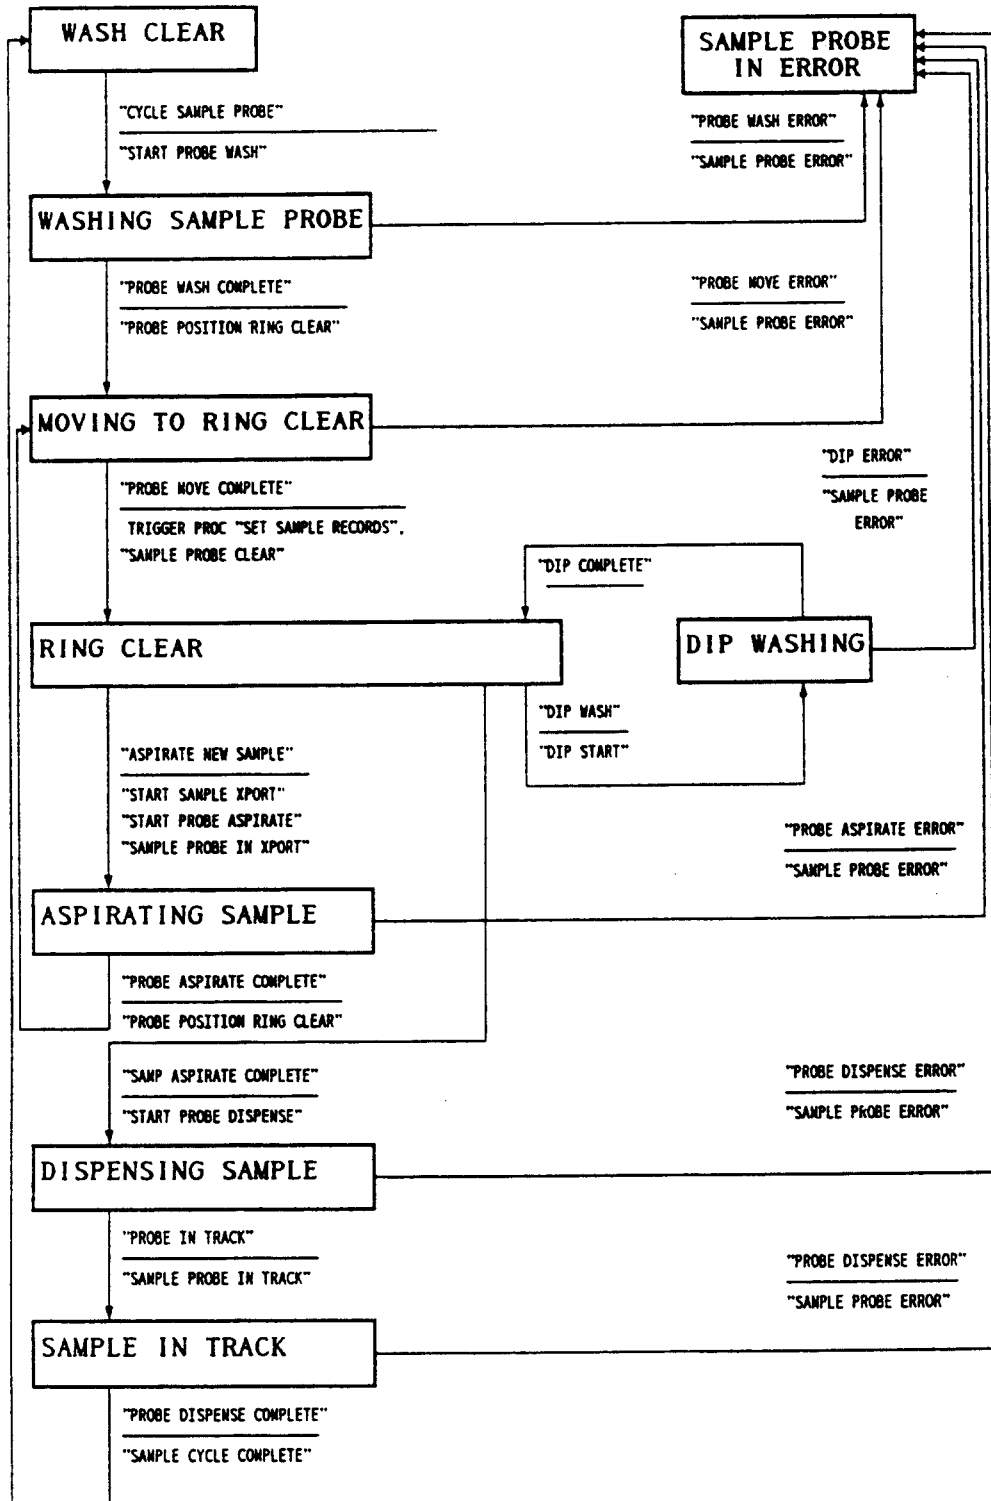 WASH CLEAR
SAMPLE PROBE
IN ERROR
"CYCLE SAMPLE PROBE"
"START PROBE WASH"
"PROBE WASH ERROR"
"SAMPLE PROBE ERROR"
WASHING SAMPLE PROBE
"PROBE WASH COMPLETE"
"PROBE POSITION RING CLEAR"
"PROBE MOVE ERROR"
"SAMPLE PROBE ERROR"
MOVING TO RING CLEAR
"PROBE MOVE COMPLETE"
TRIGGER PROC "SET SAMPLE RECORDS",
"SAMPLE PROBE CLEAR"
"DIP ERROR"
"SAMPLE PROBE
ERROR"
"DIP COMPLETE"
RING CLEAR
DIP WASHING
"DIP WASH"
"DIP START"
"ASPIRATE NEW SAMPLE"
"START SAMPLE XPORT"
"START PROBE ASPIRATE"
"SAMPLE PROBE IN XPORT"
"PROBE ASPIRATE ERROR"
"SAMPLE PROBE ERROR"
ASPIRATING SAMPLE
"PROBE ASPIRATE COMPLETE"
"PROBE POSITION RING CLEAR"
"SAMP ASPIRATE COMPLETE"
"START PROBE DISPENSE"
"PROBE DISPENSE ERROR"
"SAMPLE PROBE ERROR"
DISPENSING SAMPLE
"PROBE IN TRACK"
"SAMPLE PROBE IN TRACK"
"PROBE DISPENSE ERROR"
"SAMPLE PROBE ERROR"
SAMPLE IN TRACK
"PROBE DISPENSE COMPLETE"
"SAMPLE CYCLE COMPLETE"